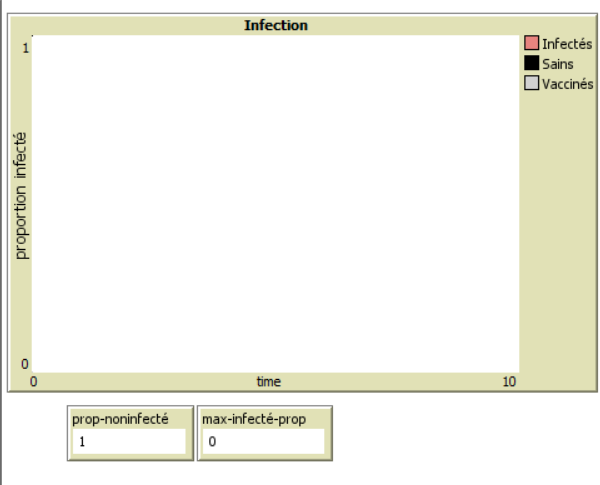 Infection
1
Infectés
Sains
Vaccinés
proportion infecté
0
0 time 10
prop-noninfecté max-infecté-prop
1 0